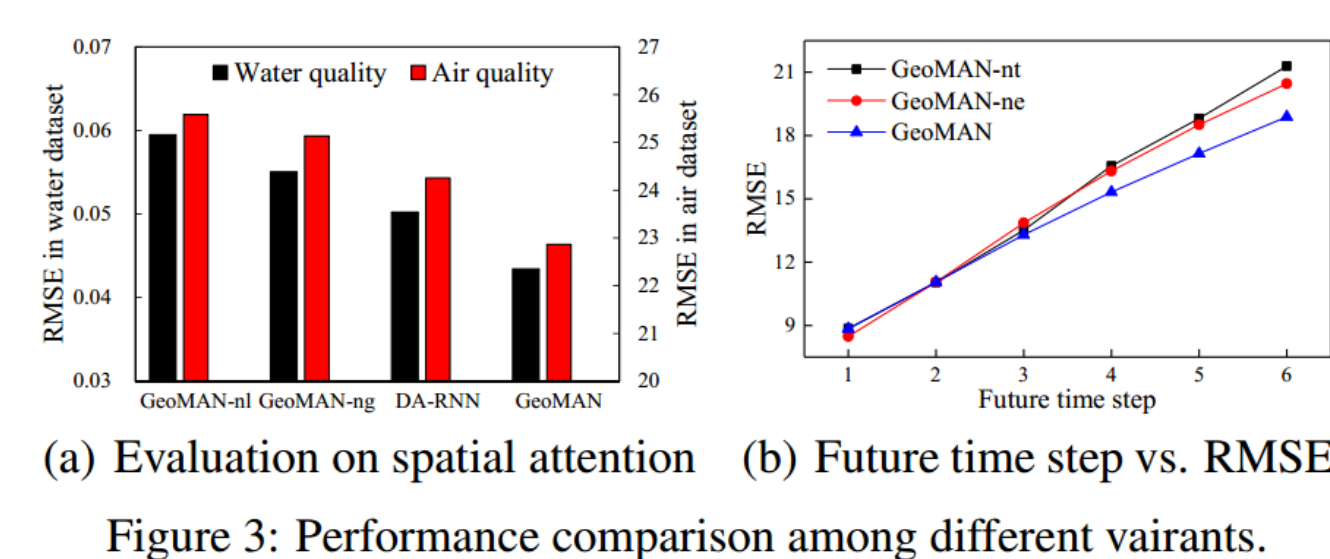 0.07
0.06
0.05
0.04
0.03
RMSE in water dataset
Water quality Air quality
27
26
25
24
23
22
21
20
RMSE in air dataset
GeoMAN-nl GeoMAN-ng DA-RNN GeoMAN
(a) Evaluation on spatial attention
21
18
15
12
9
RMSE
GeoMAN-nt
GeoMAN-ne
GeoMAN
1 2 3 4 5 6
Future time step
(b) Future time step vs. RMSE
Figure 3: Performance comparison among different vairants.